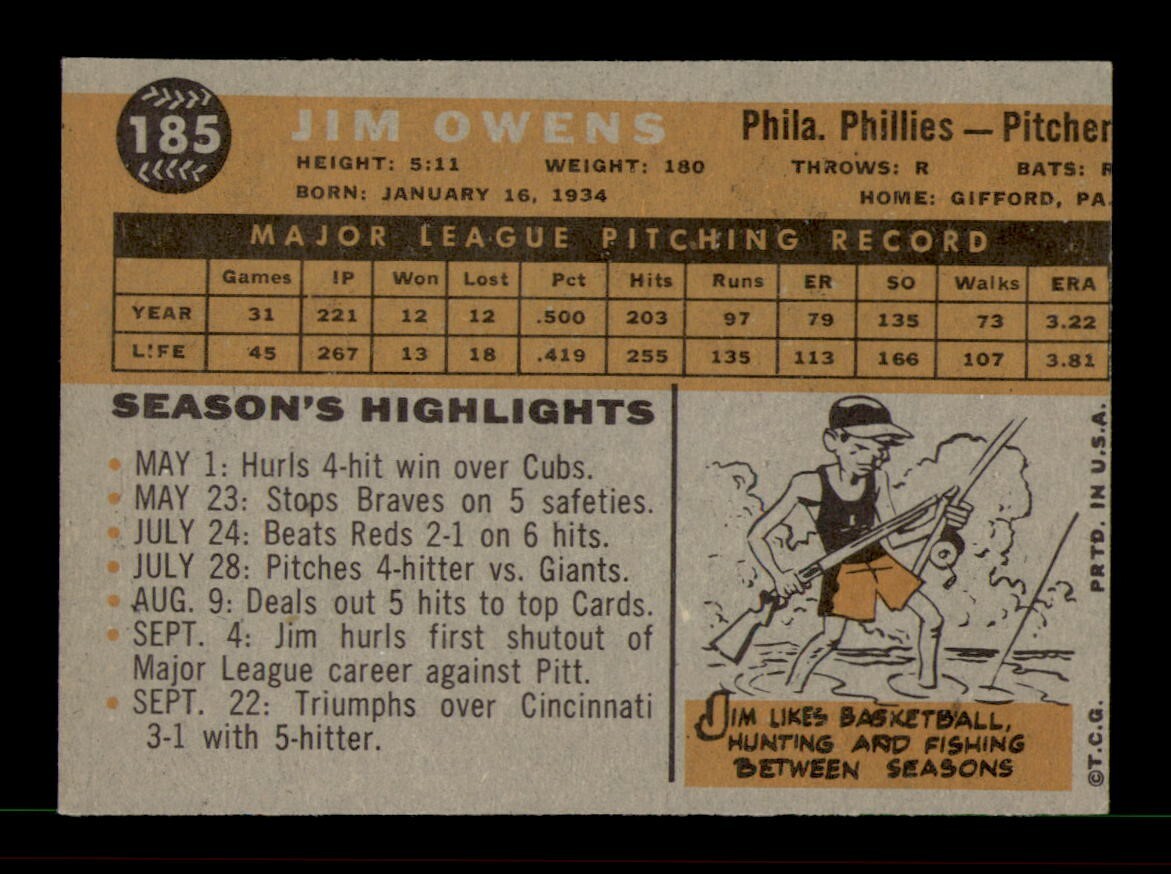 185
JIM OWENS
Phila. Phillies — Pitcher
HEIGHT: 5:11 WEIGHT: 180 THROWS: R BATS: R
BORN: JANUARY 16, 1934 HOME: GIFFORD, PA.
MAJOR LEAGUE PITCHING RECORD
Games IP Won Lost Pct Hits Runs ER SO Walks ERA
YEAR 31 221 12 12 .500 203 97 79 135 73 3.22
LIFE 45 267 13 18 .419 255 135 113 166 107 3.81
SEASON'S HIGHLIGHTS
• MAY 1: Hurls 4-hit win over Cubs.
• MAY 23: Stops Braves on 5 safeties.
• JULY 24: Beats Reds 2-1 on 6 hits.
• JULY 28: Pitches 4-hitter vs. Giants.
• AUG. 9: Deals out 5 hits to top Cards.
• SEPT. 4: Jim hurls first shutout of
Major League career against Pitt.
• SEPT. 22: Triumphs over Cincinnati
3-1 with 5-hitter.
JIM LIKES BASKETBALL,
HUNTING AND FISHING
BETWEEN SEASONS
©T.C.G. PRTD. IN U.S.A.